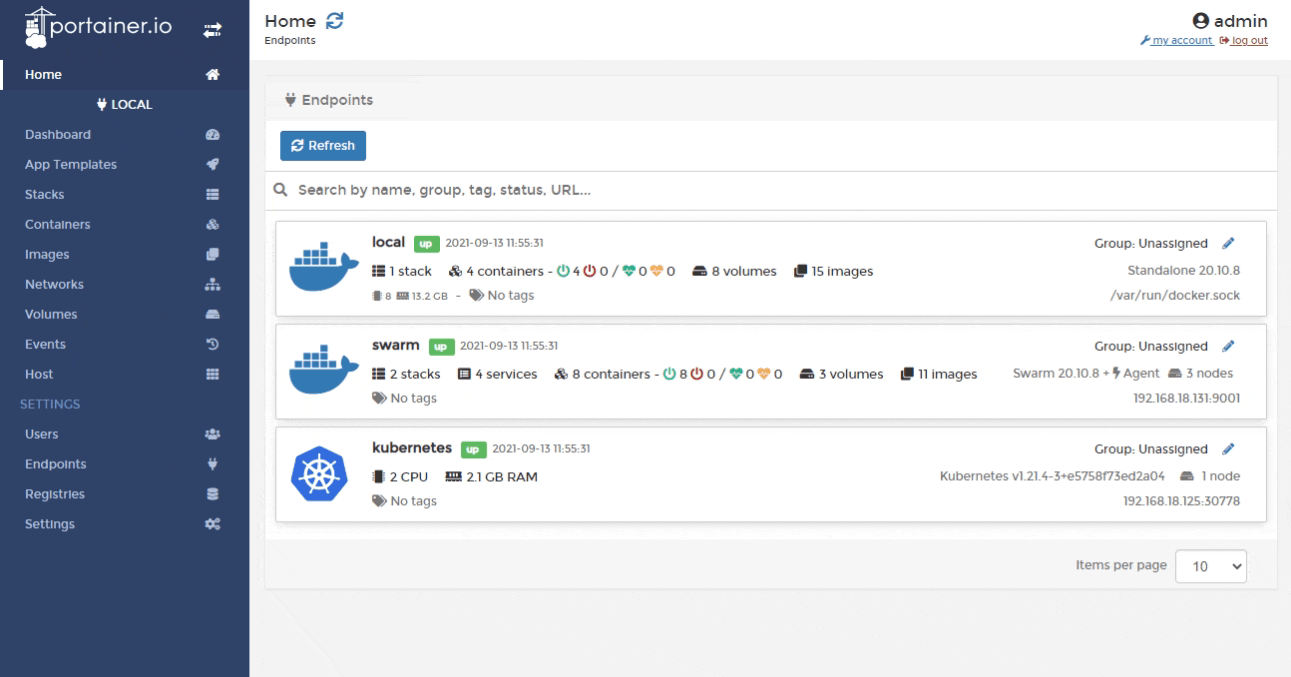 portainer.io
Home
LOCAL
Dashboard
App Templates
Stacks
Containers
Images
Networks
Volumes
Events
Host
SETTINGS
Users
Endpoints
Registries
Settings
Home
Endpoints
admin
my account log out
Endpoints
Refresh
Search by name, group, tag, status, URL...
local up 2021-09-13 11:55:31 Group: Unassigned
1 stack 4 containers - 4 0 / 0 0 8 volumes 15 images Standalone 20.10.8
8 13.2 GB - No tags /var/run/docker.sock
swarm up 2021-09-13 11:55:31 Group: Unassigned
2 stacks 4 services 8 containers - 8 0 / 0 0 3 volumes 11 images Swarm 20.10.8 + Agent 3 nodes
No tags 192.168.18.131:9001
kubernetes up 2021-09-13 11:55:31 Group: Unassigned
2 CPU 2.1 GB RAM Kubernetes v1.21.4-3+e5758f73ed2a04 1 node
No tags 192.168.18.125:30778
Items per page 10